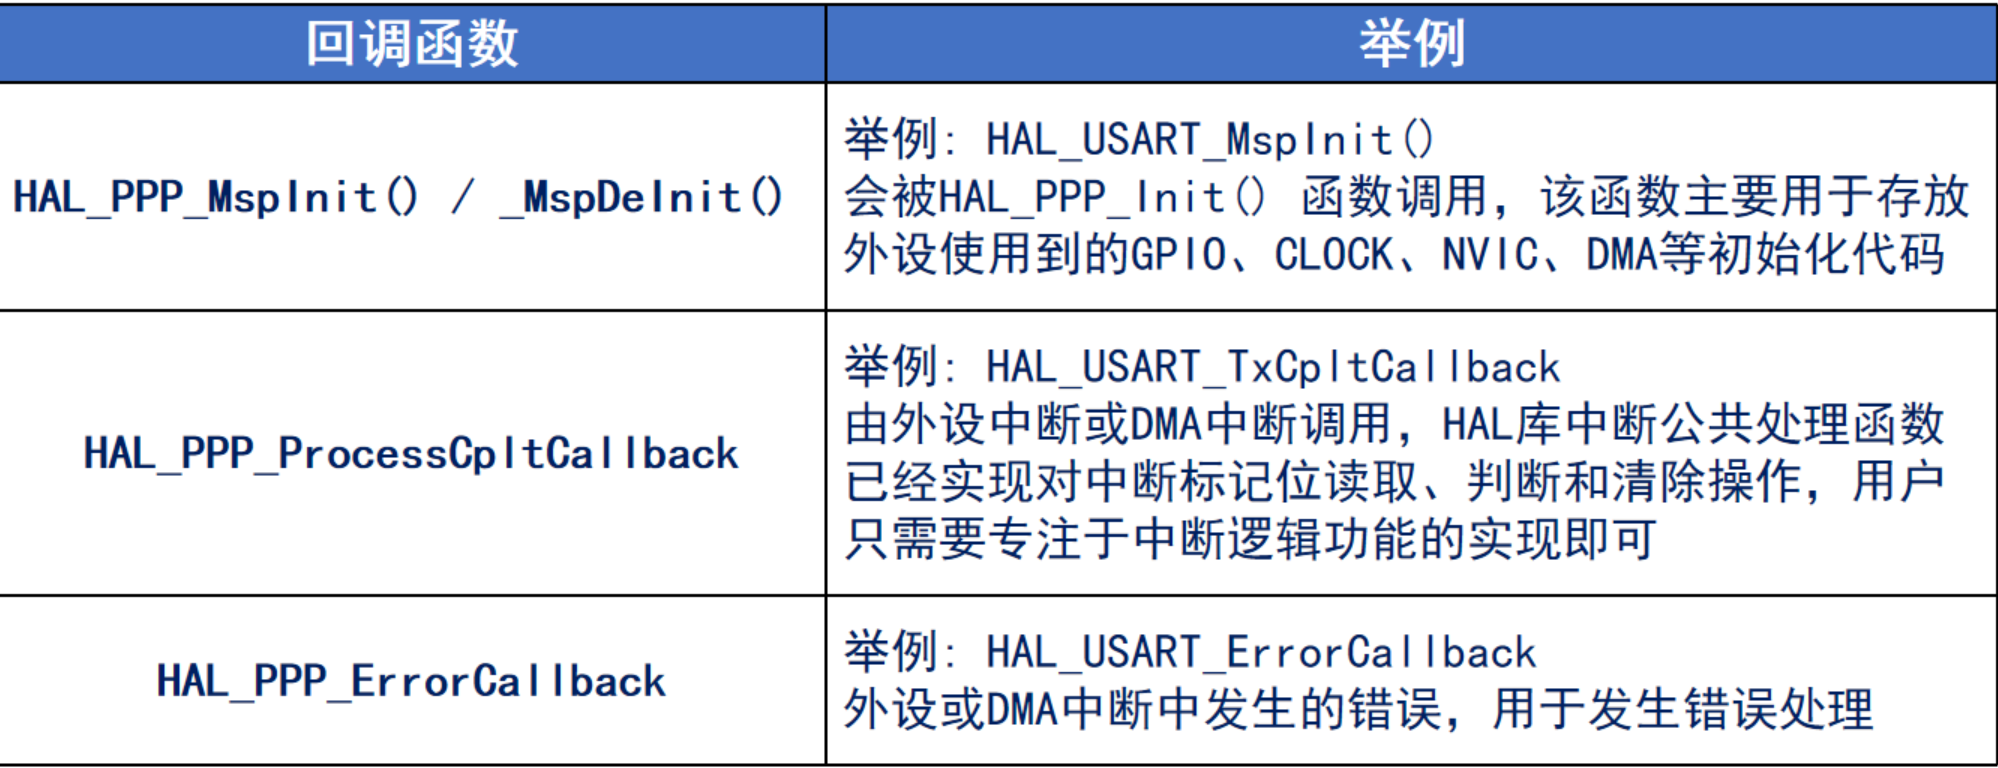 回调函数
举例
HAL_PPP_MspInit() / _MspDeInit()
举例: HAL_USART_MspInit()
会被HAL_PPP_Init() 函数调用，该函数主要用于存放
外设使用到的GPIO、CLOCK、NVIC、DMA等初始化代码
HAL_PPP_ProcessCpltCallback
举例: HAL_USART_TxCpltCallback
由外设中断或DMA中断调用，HAL库中断公共处理函数
已经实现对中断标记位读取、判断和清除操作，用户
只需要专注于中断逻辑功能的实现即可
HAL_PPP_ErrorCallback
举例: HAL_USART_ErrorCallback
外设或DMA中断中发生的错误，用于发生错误处理